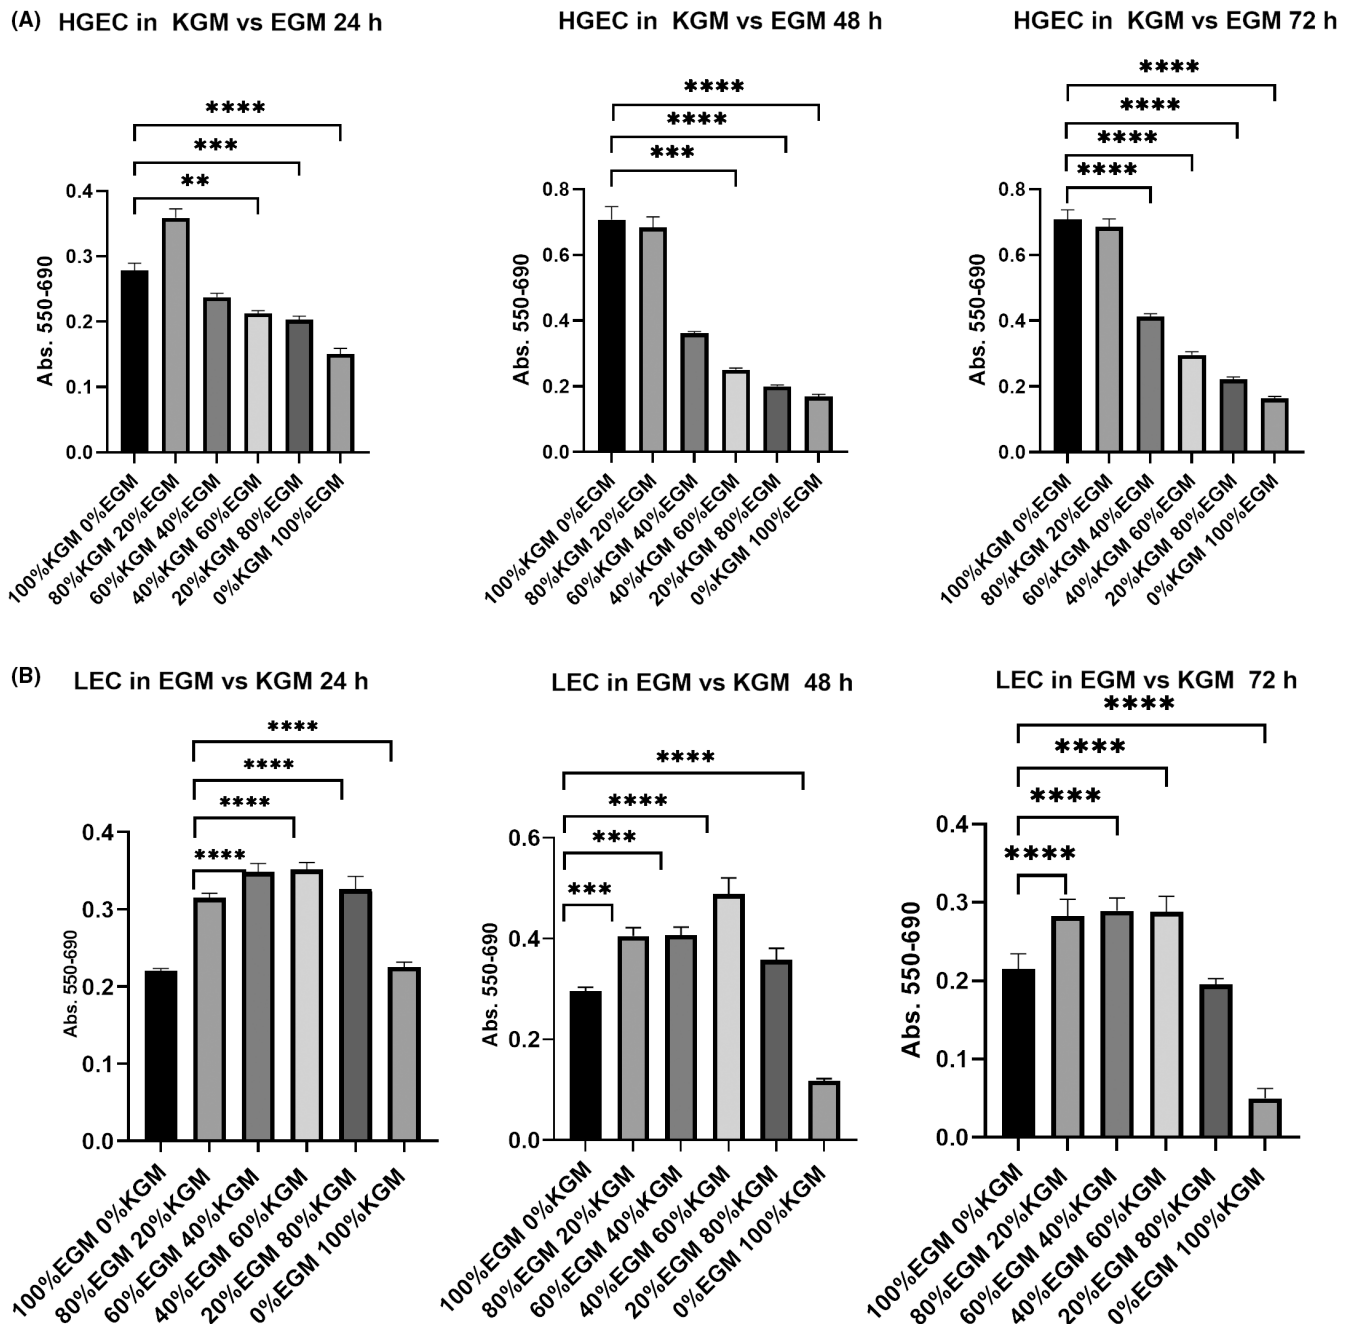 (A) HGEC in KGM vs EGM 24 h
HGEC in KGM vs EGM 48 h
HGEC in KGM vs EGM 72 h
****
***
**
0.4
0.3
0.2
0.1
0.0
Abs. 550-690
100%KGM 0%EGM
80%KGM 20%EGM
60%KGM 40%EGM
40%KGM 60%EGM
20%KGM 80%EGM
0%KGM 100%EGM
****
****
***
0.8
0.6
0.4
0.2
0.0
Abs. 550-690
100%KGM 0%EGM
80%KGM 20%EGM
60%KGM 40%EGM
40%KGM 60%EGM
20%KGM 80%EGM
0%KGM 100%EGM
****
****
****
****
0.8
0.6
0.4
0.2
0.0
Abs. 550-690
100%KGM 0%EGM
80%KGM 20%EGM
60%KGM 40%EGM
40%KGM 60%EGM
20%KGM 80%EGM
0%KGM 100%EGM
(B) LEC in EGM vs KGM 24 h
LEC in EGM vs KGM 48 h
LEC in EGM vs KGM 72 h
****
****
****
****
0.4
0.3
0.2
0.1
0.0
Abs. 550-690
100%EGM 0%KGM
80%EGM 20%KGM
60%EGM 40%KGM
40%EGM 60%KGM
20%EGM 80%KGM
0%EGM 100%KGM
****
****
***
***
0.6
0.4
0.2
0.0
Abs. 550-690
100%EGM 0%KGM
80%EGM 20%KGM
60%EGM 40%KGM
40%EGM 60%KGM
20%EGM 80%KGM
0%EGM 100%KGM
****
****
****
****
0.4
0.3
0.2
0.1
0.0
Abs. 550-690
100%EGM 0%KGM
80%EGM 20%KGM
60%EGM 40%KGM
40%EGM 60%KGM
20%EGM 80%KGM
0%EGM 100%KGM